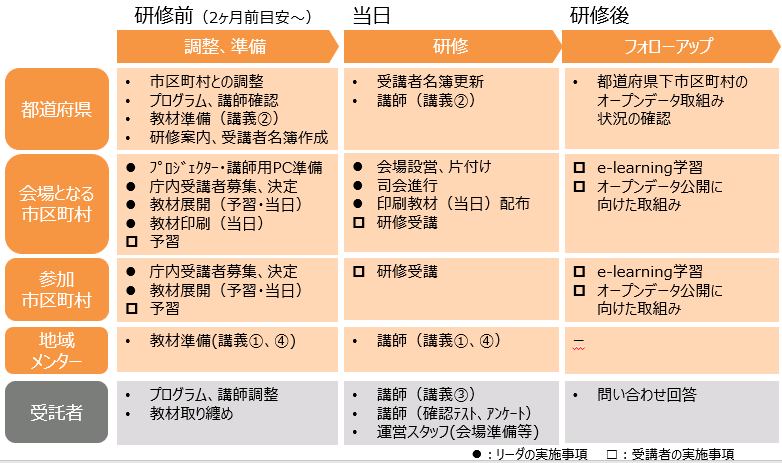 研修前（2ヶ月前目安～）
当日
研修後
調整、準備
研修
フォローアップ
都道府県
• 市区町村との調整
• プログラム、講師確認
• 教材準備（講義②）
• 研修案内、受講者名簿作成
• 受講者名簿更新
• 講師（講義②）
• 都道府県下市区町村の
オープンデータ取組み
状況の確認
会場となる
市区町村
● ﾌﾟﾛｼﾞｪｸﾀｰ・講師用PC準備
● 庁内受講者募集、決定
● 教材展開（予習・当日）
● 教材印刷（当日）
□ 予習
● 会場設営、片付け
● 司会進行
● 印刷教材（当日）配布
□ 研修受講
□ e-learning学習
□ オープンデータ公開に
向けた取組み
参加
市区町村
● 庁内受講者募集、決定
● 教材展開（予習・当日）
□ 予習
□ 研修受講
□ e-learning学習
□ オープンデータ公開に
向けた取組み
地域
メンター
• 教材準備(講義①、④)
• 講師（講義①、④）
－
受託者
• プログラム、講師調整
• 教材取り纏め
• 講師（講義③）
• 講師（確認ﾃｽﾄ、ｱﾝｹｰﾄ）
• 運営スタッフ(会場準備等)
• 問い合わせ回答
●：リーダの実施事項　□：受講者の実施事項